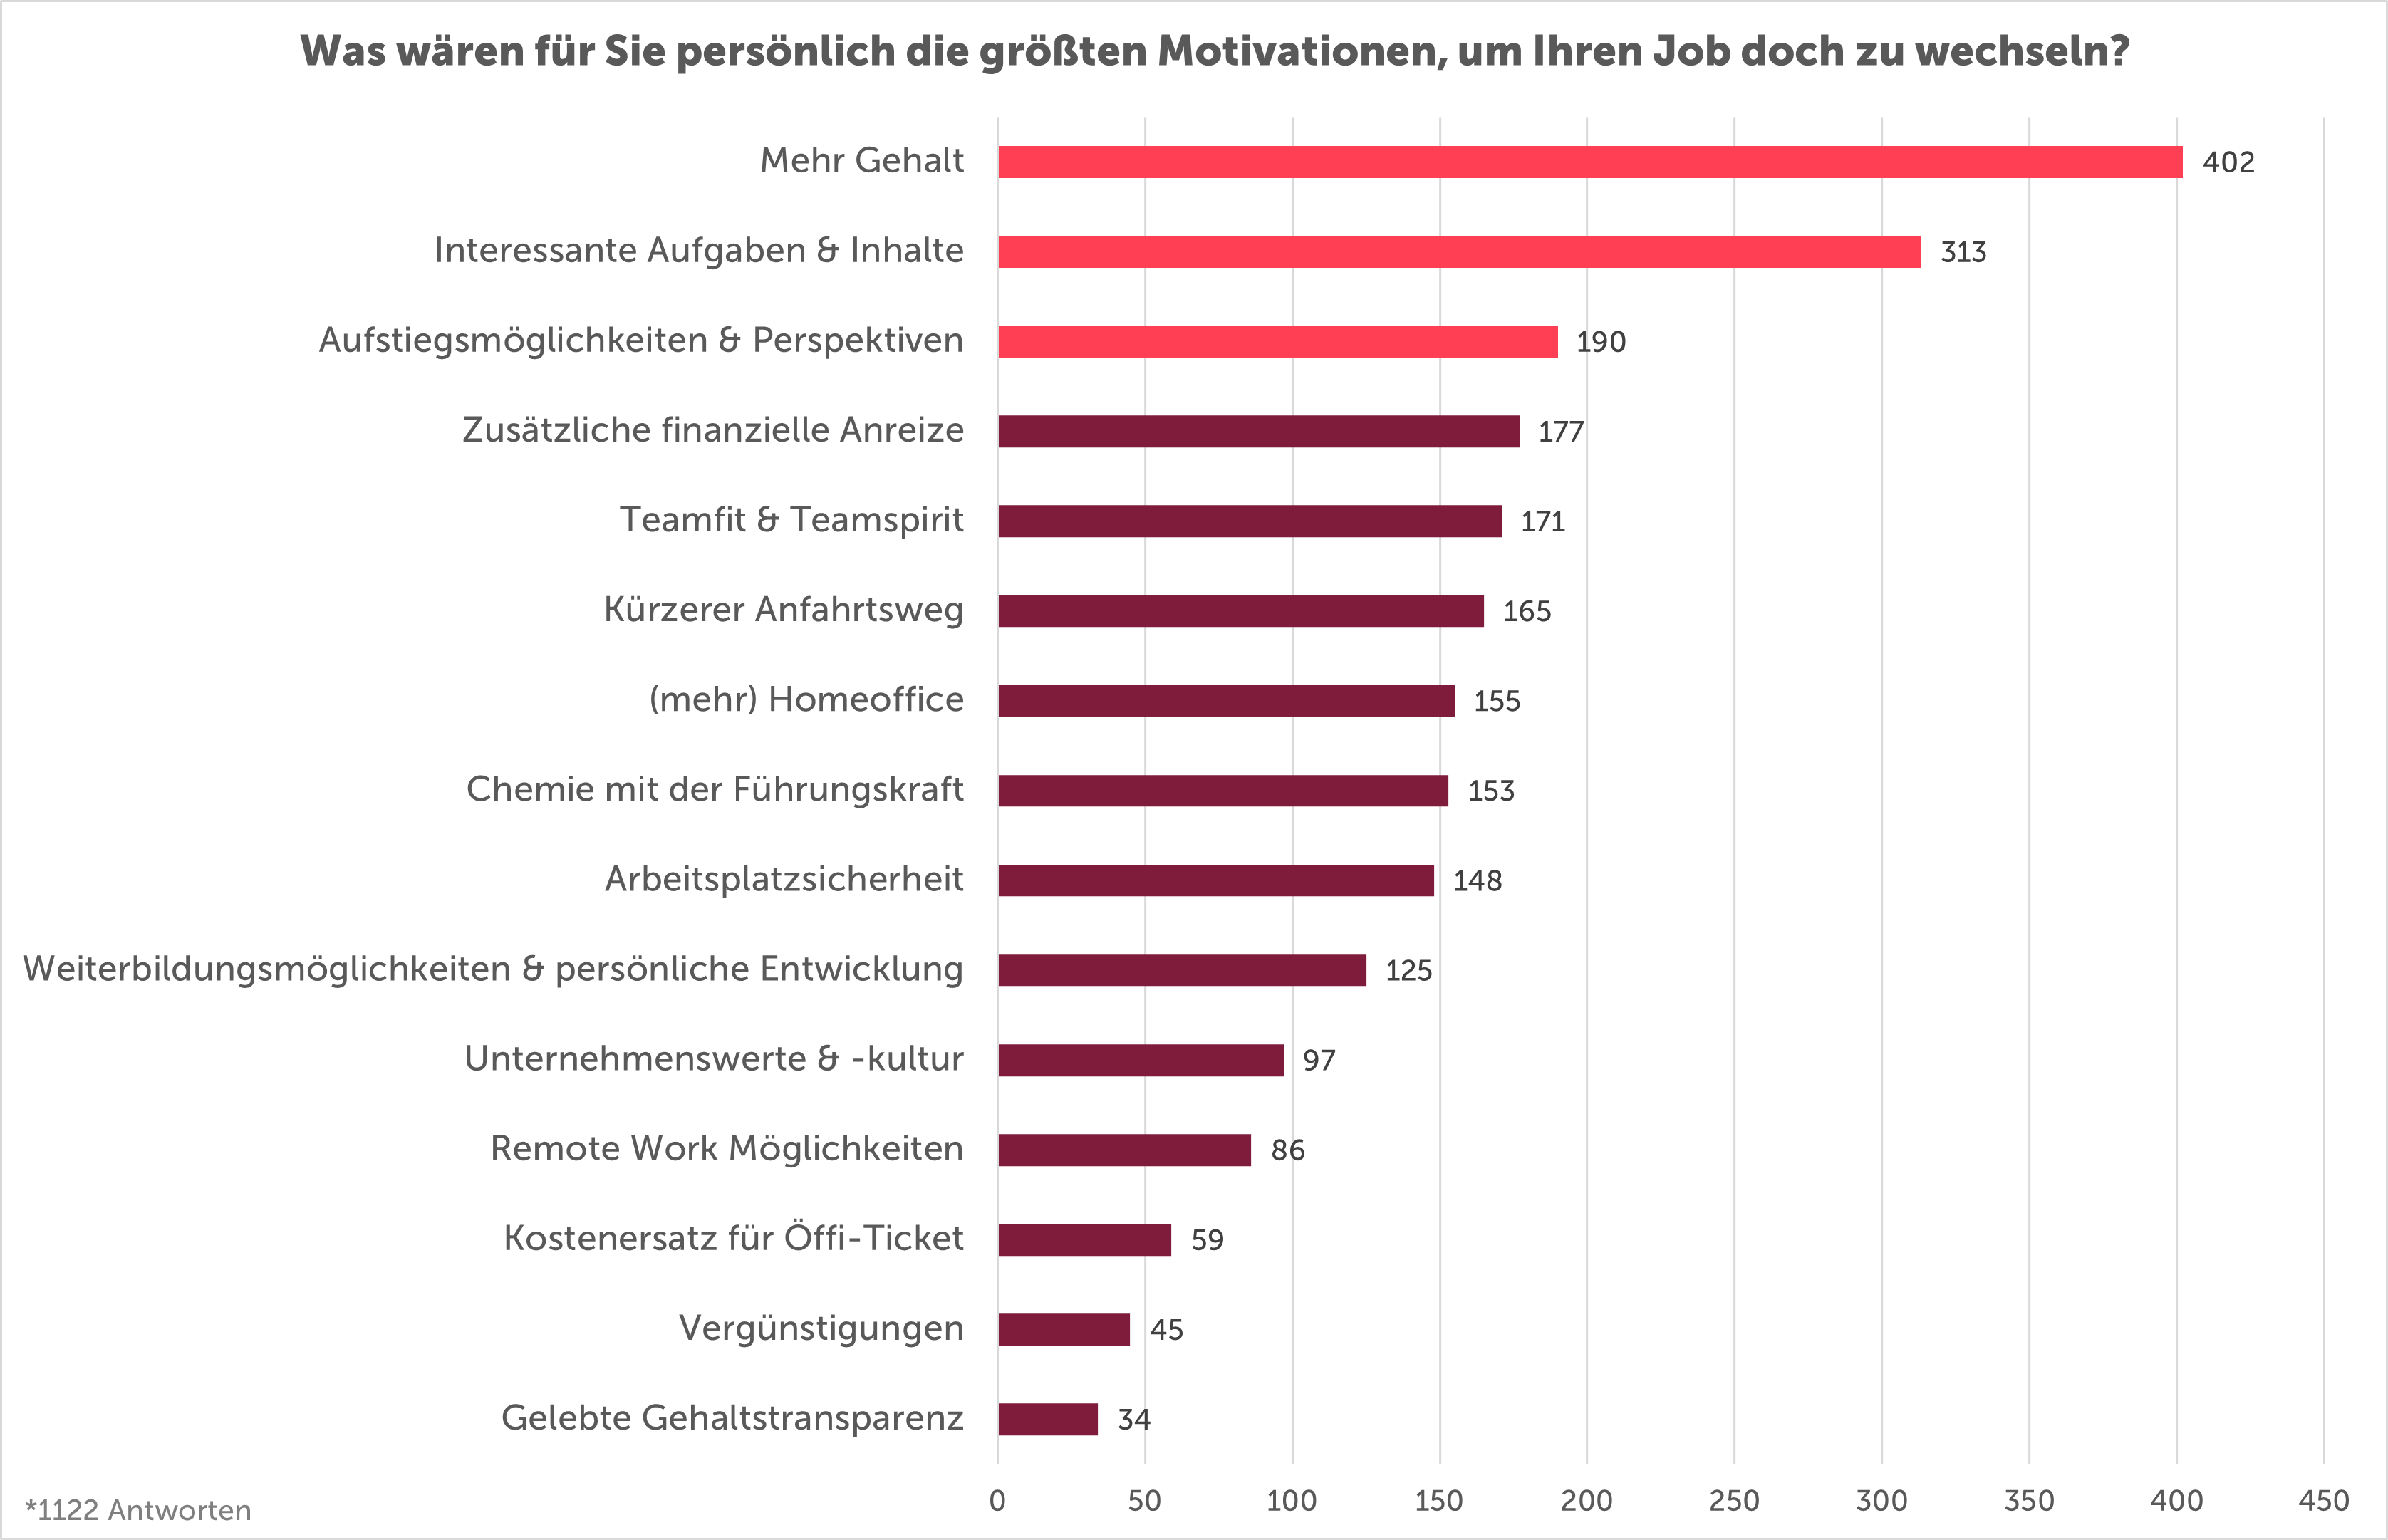 Was wären für Sie persönlich die größten Motivationen, um Ihren Job doch zu wechseln?
Mehr Gehalt 402
Interessante Aufgaben & Inhalte 313
Aufstiegsmöglichkeiten & Perspektiven 190
Zusätzliche finanzielle Anreize 177
Teamfit & Teamspirit 171
Kürzerer Anfahrtsweg 165
(mehr) Homeoffice 155
Chemie mit der Führungskraft 153
Arbeitsplatzsicherheit 148
Weiterbildungsmöglichkeiten & persönliche Entwicklung 125
Unternehmenswerte & -kultur 97
Remote Work Möglichkeiten 86
Kostenersatz für Öffi-Ticket 59
Vergünstigungen 45
Gelebte Gehaltstransparenz 34
0 50 100 150 200 250 300 350 400 450
*1122 Antworten